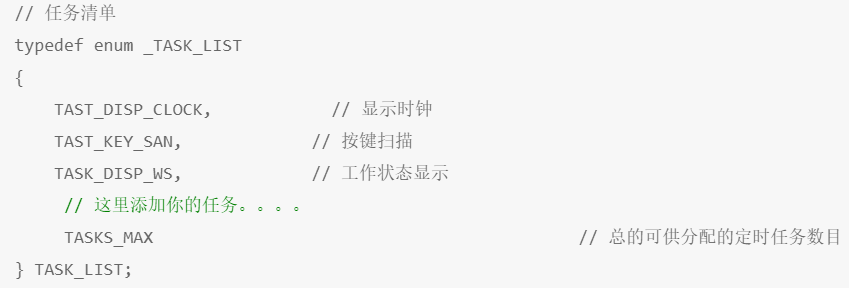 // 任务清单
typedef enum _TASK_LIST
{
    TAST_DISP_CLOCK,            // 显示时钟
    TAST_KEY_SAN,             // 按键扫描
    TASK_DISP_WS,             // 工作状态显示
     // 这里添加你的任务。。。。
     TASKS_MAX                                           // 总的可供分配的定时任务数目
} TASK_LIST;